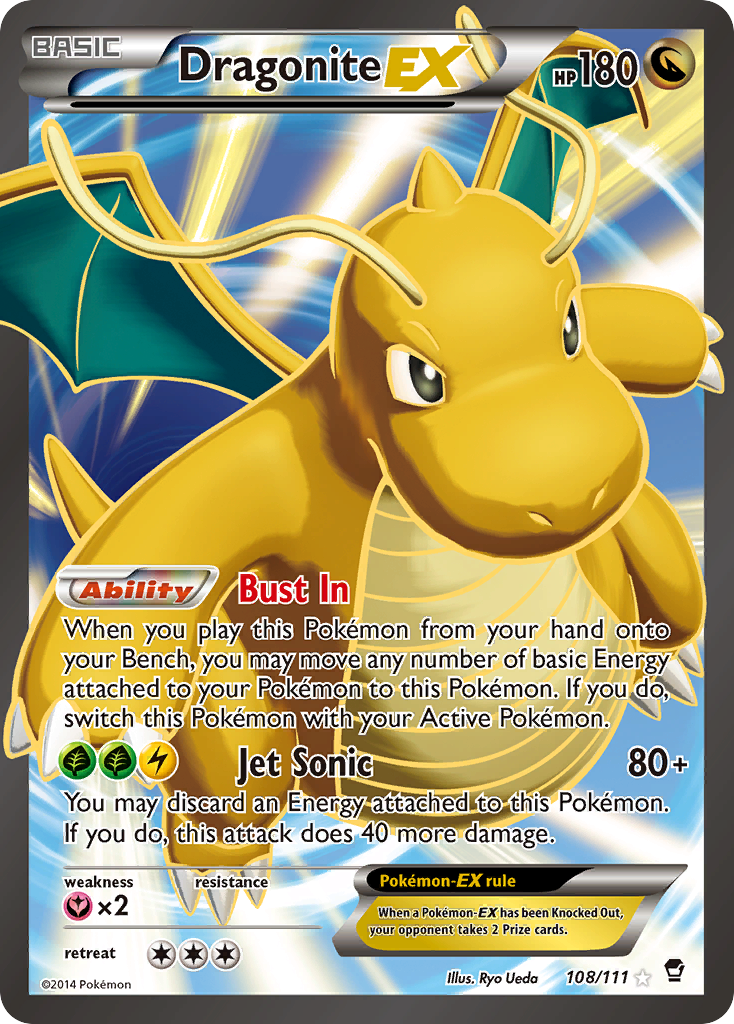 BASIC
Dragonite EX
HP180
Ability Bust In
When you play this Pokémon from your hand onto
your Bench, you may move any number of basic Energy
attached to your Pokémon to this Pokémon. If you do,
switch this Pokémon with your Active Pokémon.
Jet Sonic 80+
You may discard an Energy attached to this Pokémon.
If you do, this attack does 40 more damage.
weakness resistance
×2
retreat
Pokémon-EX rule
When a Pokémon-EX has been Knocked Out,
your opponent takes 2 Prize cards.
©2014 Pokémon
Illus. Ryo Ueda 108/111